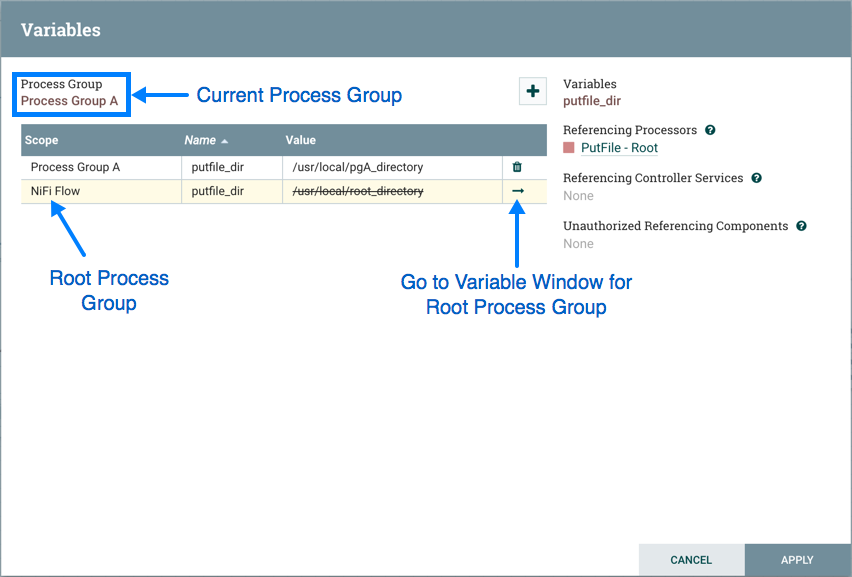 Variables
Process Group
Process Group A
Current Process Group
Scope Name Value
Process Group A putfile_dir /usr/local/pgA_directory
NiFi Flow putfile_dir /usr/local/root_directory
Root Process
Group
Go to Variable Window for
Root Process Group
Variables
putfile_dir
Referencing Processors
PutFile - Root
Referencing Controller Services
None
Unauthorized Referencing Components
None
CANCEL APPLY